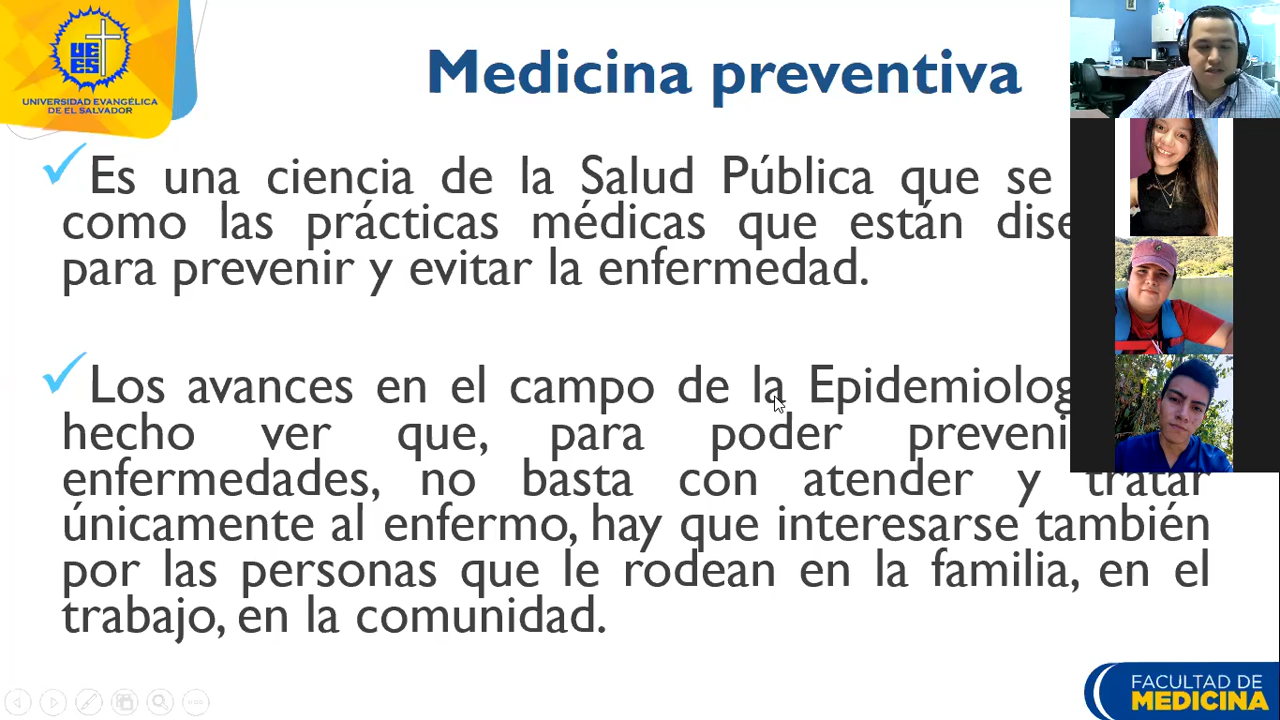 UE
ES
UNIVERSIDAD EVANGÉLICA
DE EL SALVADOR
Medicina preventiva
Es una ciencia de la Salud Pública que se
como las prácticas médicas que están
para prevenir y evitar la enfermedad.
Los avances en el campo de la
hecho ver que, para poder
enfermedades, no basta con atender y tratar
únicamente al enfermo, hay que interesarse también
por las personas que le rodean en la familia, en el
trabajo, en la comunidad.
FACULTAD DE
MEDICINA